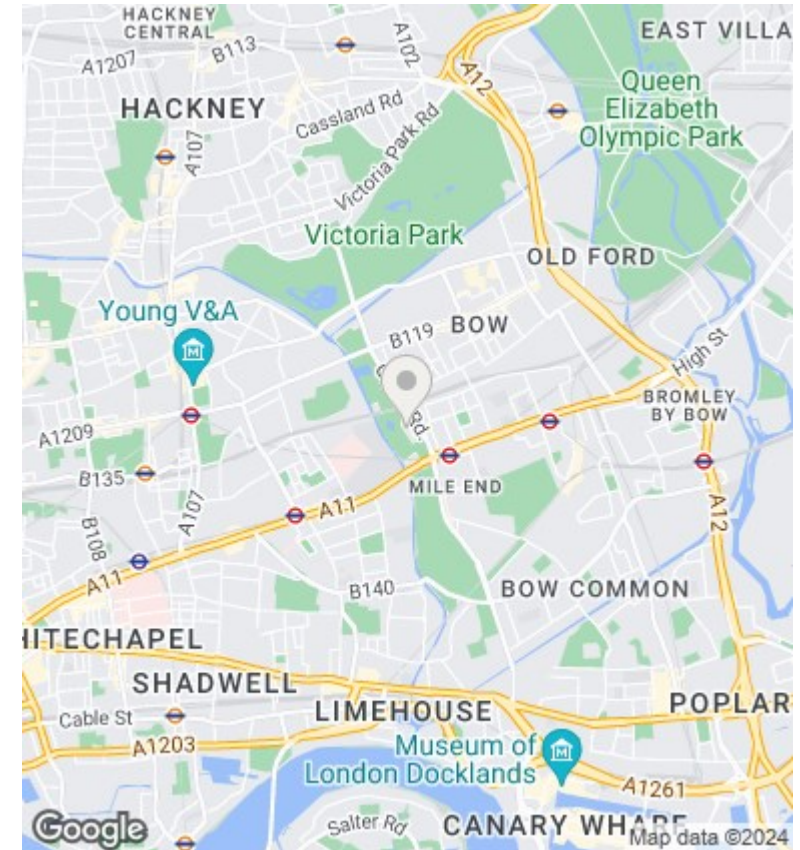 HACKNEY
CENTRAL
A102
EAST VILLA
A1207
B113
A12
Queen
Elizabeth
Olympic Park
HACKNEY
Cassland Rd
A107
Victoria Park Rd
Victoria Park
OLD FORD
Young V&A
B119
BOW
High St
Rd.
BROMLEY
BY BOW
A1209
B135
MILE END
A107
A11
A12
B108
A11
B140
BOW COMMON
HITECHAPEL
SHADWELL
Cable St
LIMEHOUSE
POPLAR
A1203
Museum of
London Docklands
A1261
Google
Salter Rd
CANARY WHARF
Map data ©2024